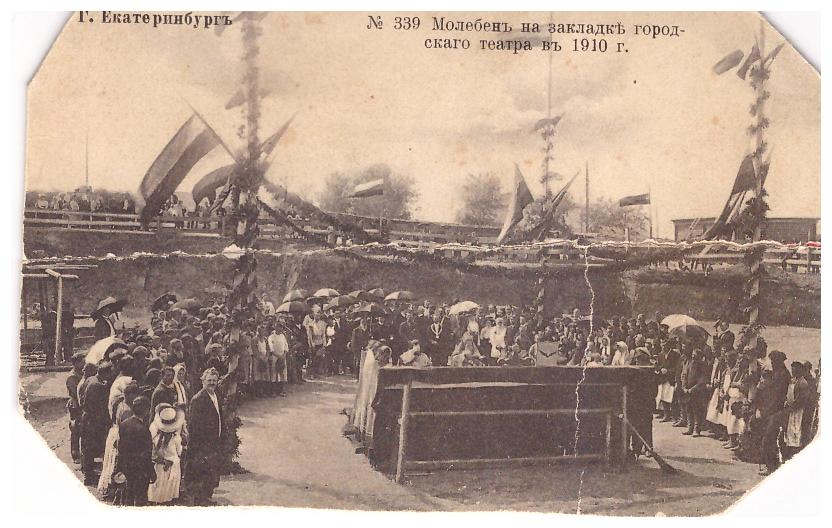 Г. Екатеринбургъ
№ 339 Молебенъ на закладкѣ город-
скаго театра въ 1910 г.